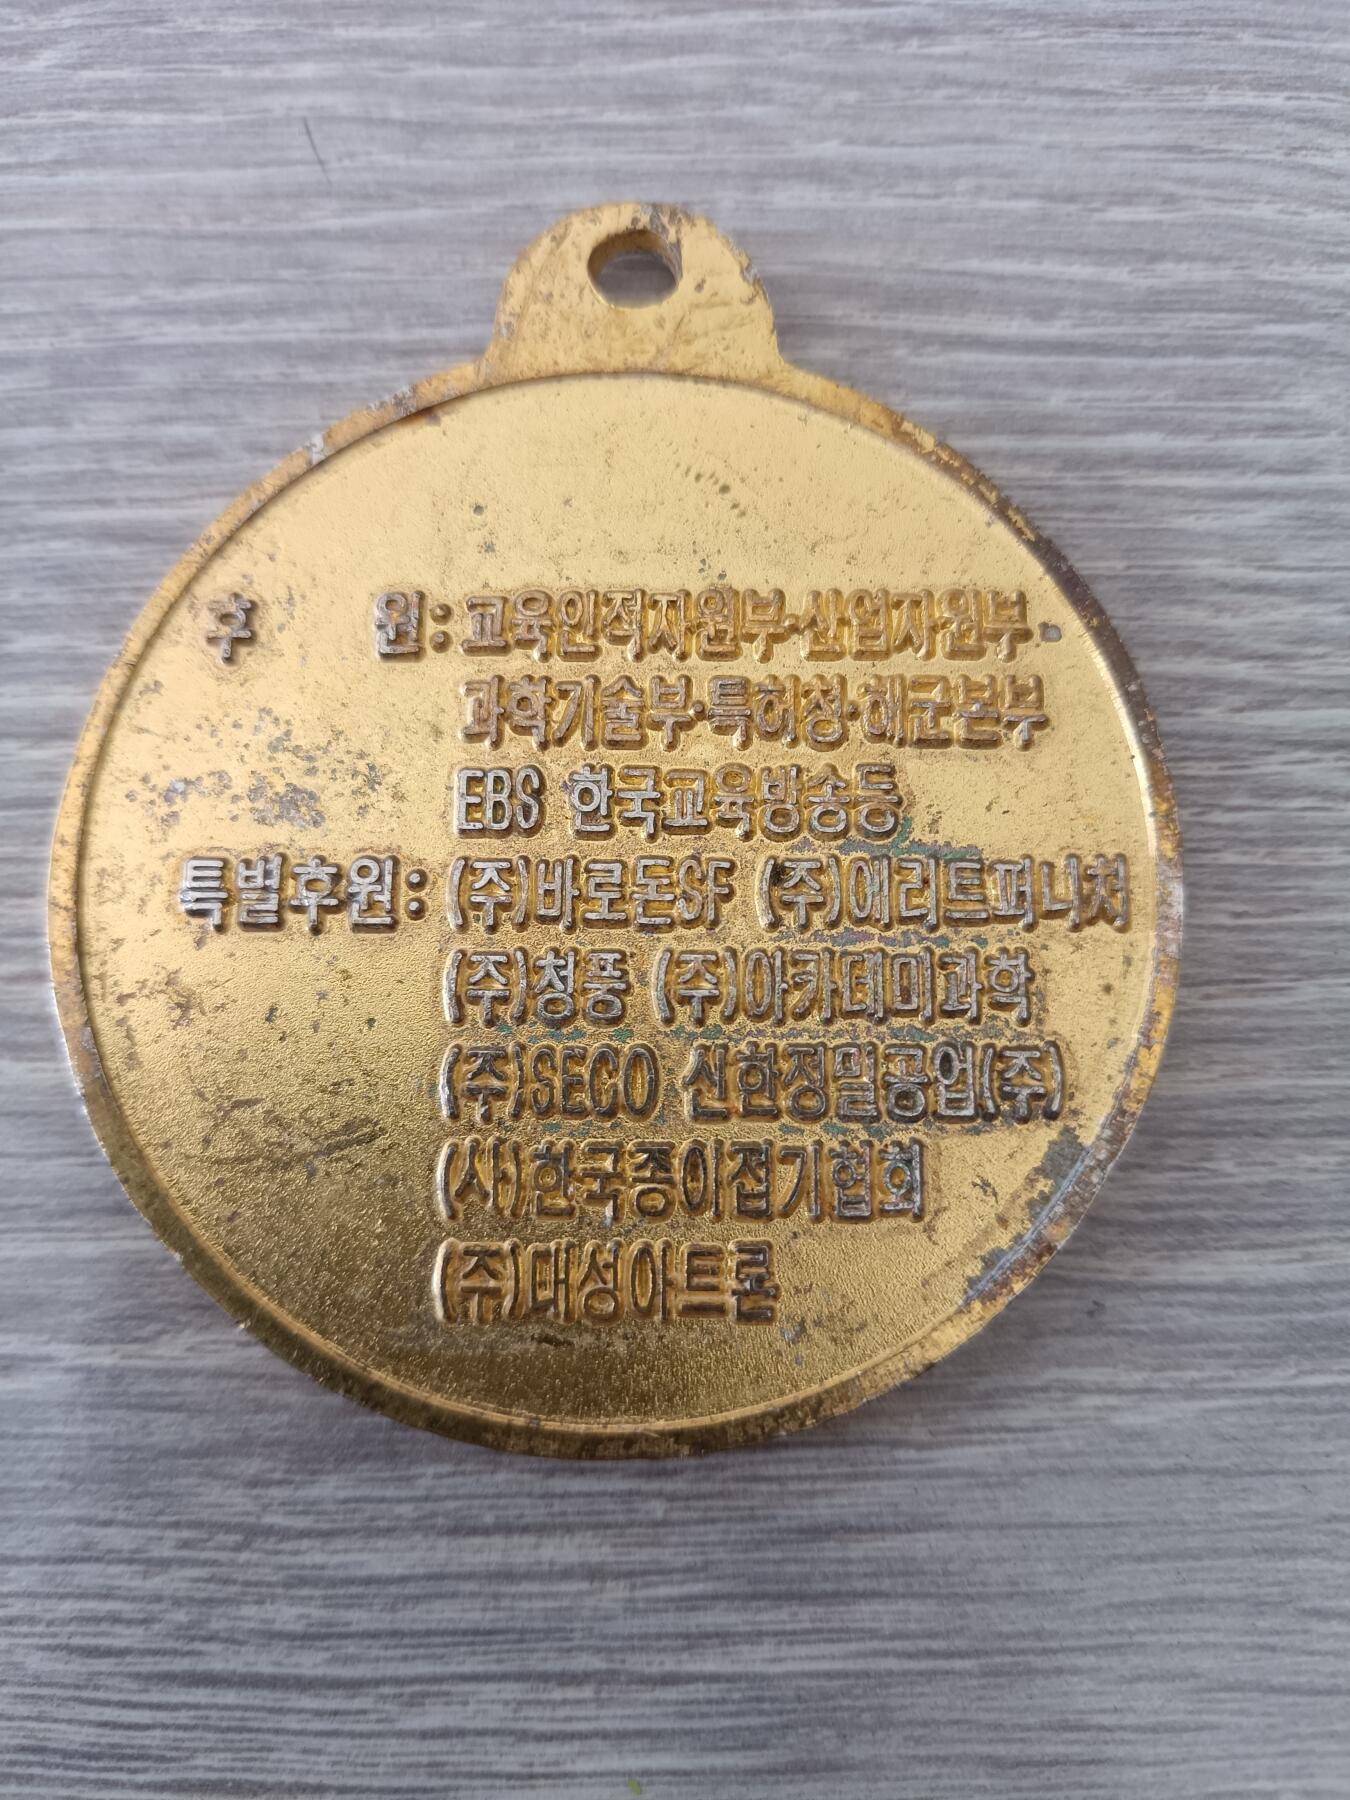 후 원 : 교육인적자원부·산업자원부·
과학기술부·특허청·해군본부
EBS 한국교육방송등
특별후원 : (주)바로돈SF (주)에리트퍼니처
(주)청풍 (주)아카데미과학
(주)SECO 신한정밀공업(주)
(사)한국종이접기협회
(주)대성아트론